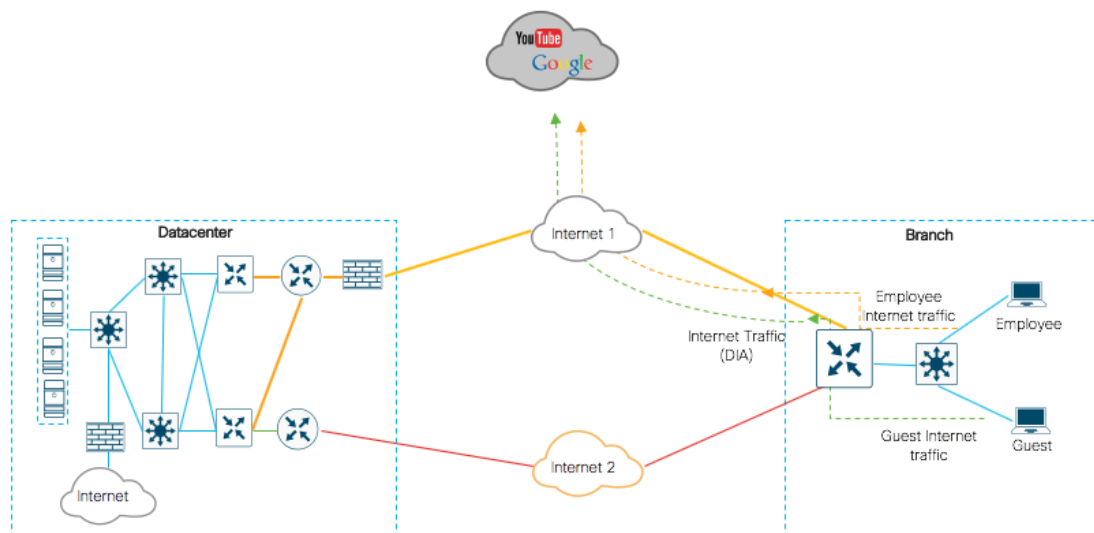 YouTube
Google
Internet 1
Datacenter
Branch
Employee
Internet traffic
Employee
Internet Traffic
(DIA)
Guest Internet
traffic
Guest
Internet 2
Internet